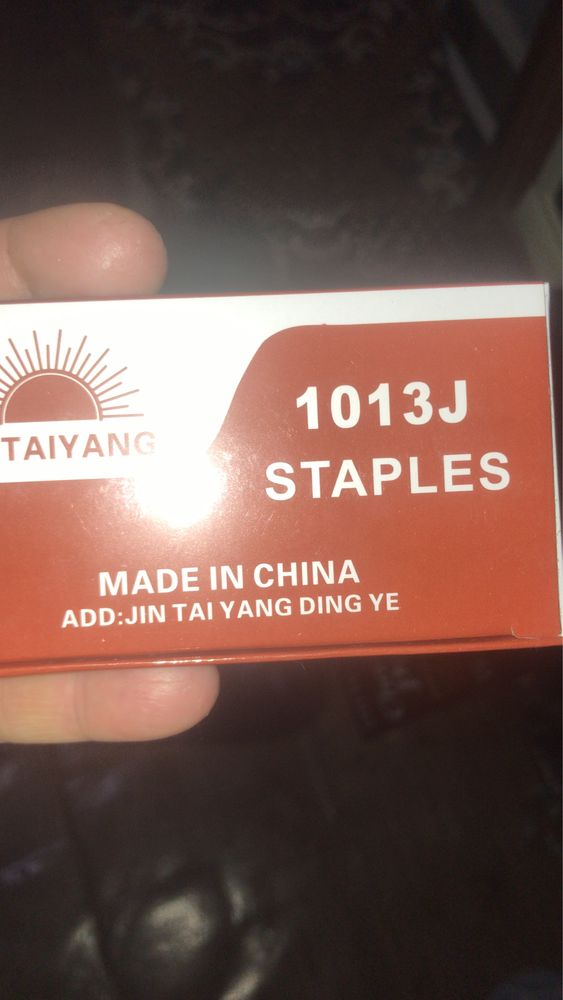 TAIYANG
1013J
STAPLES
MADE IN CHINA
ADD:JIN TAI YANG DING YE